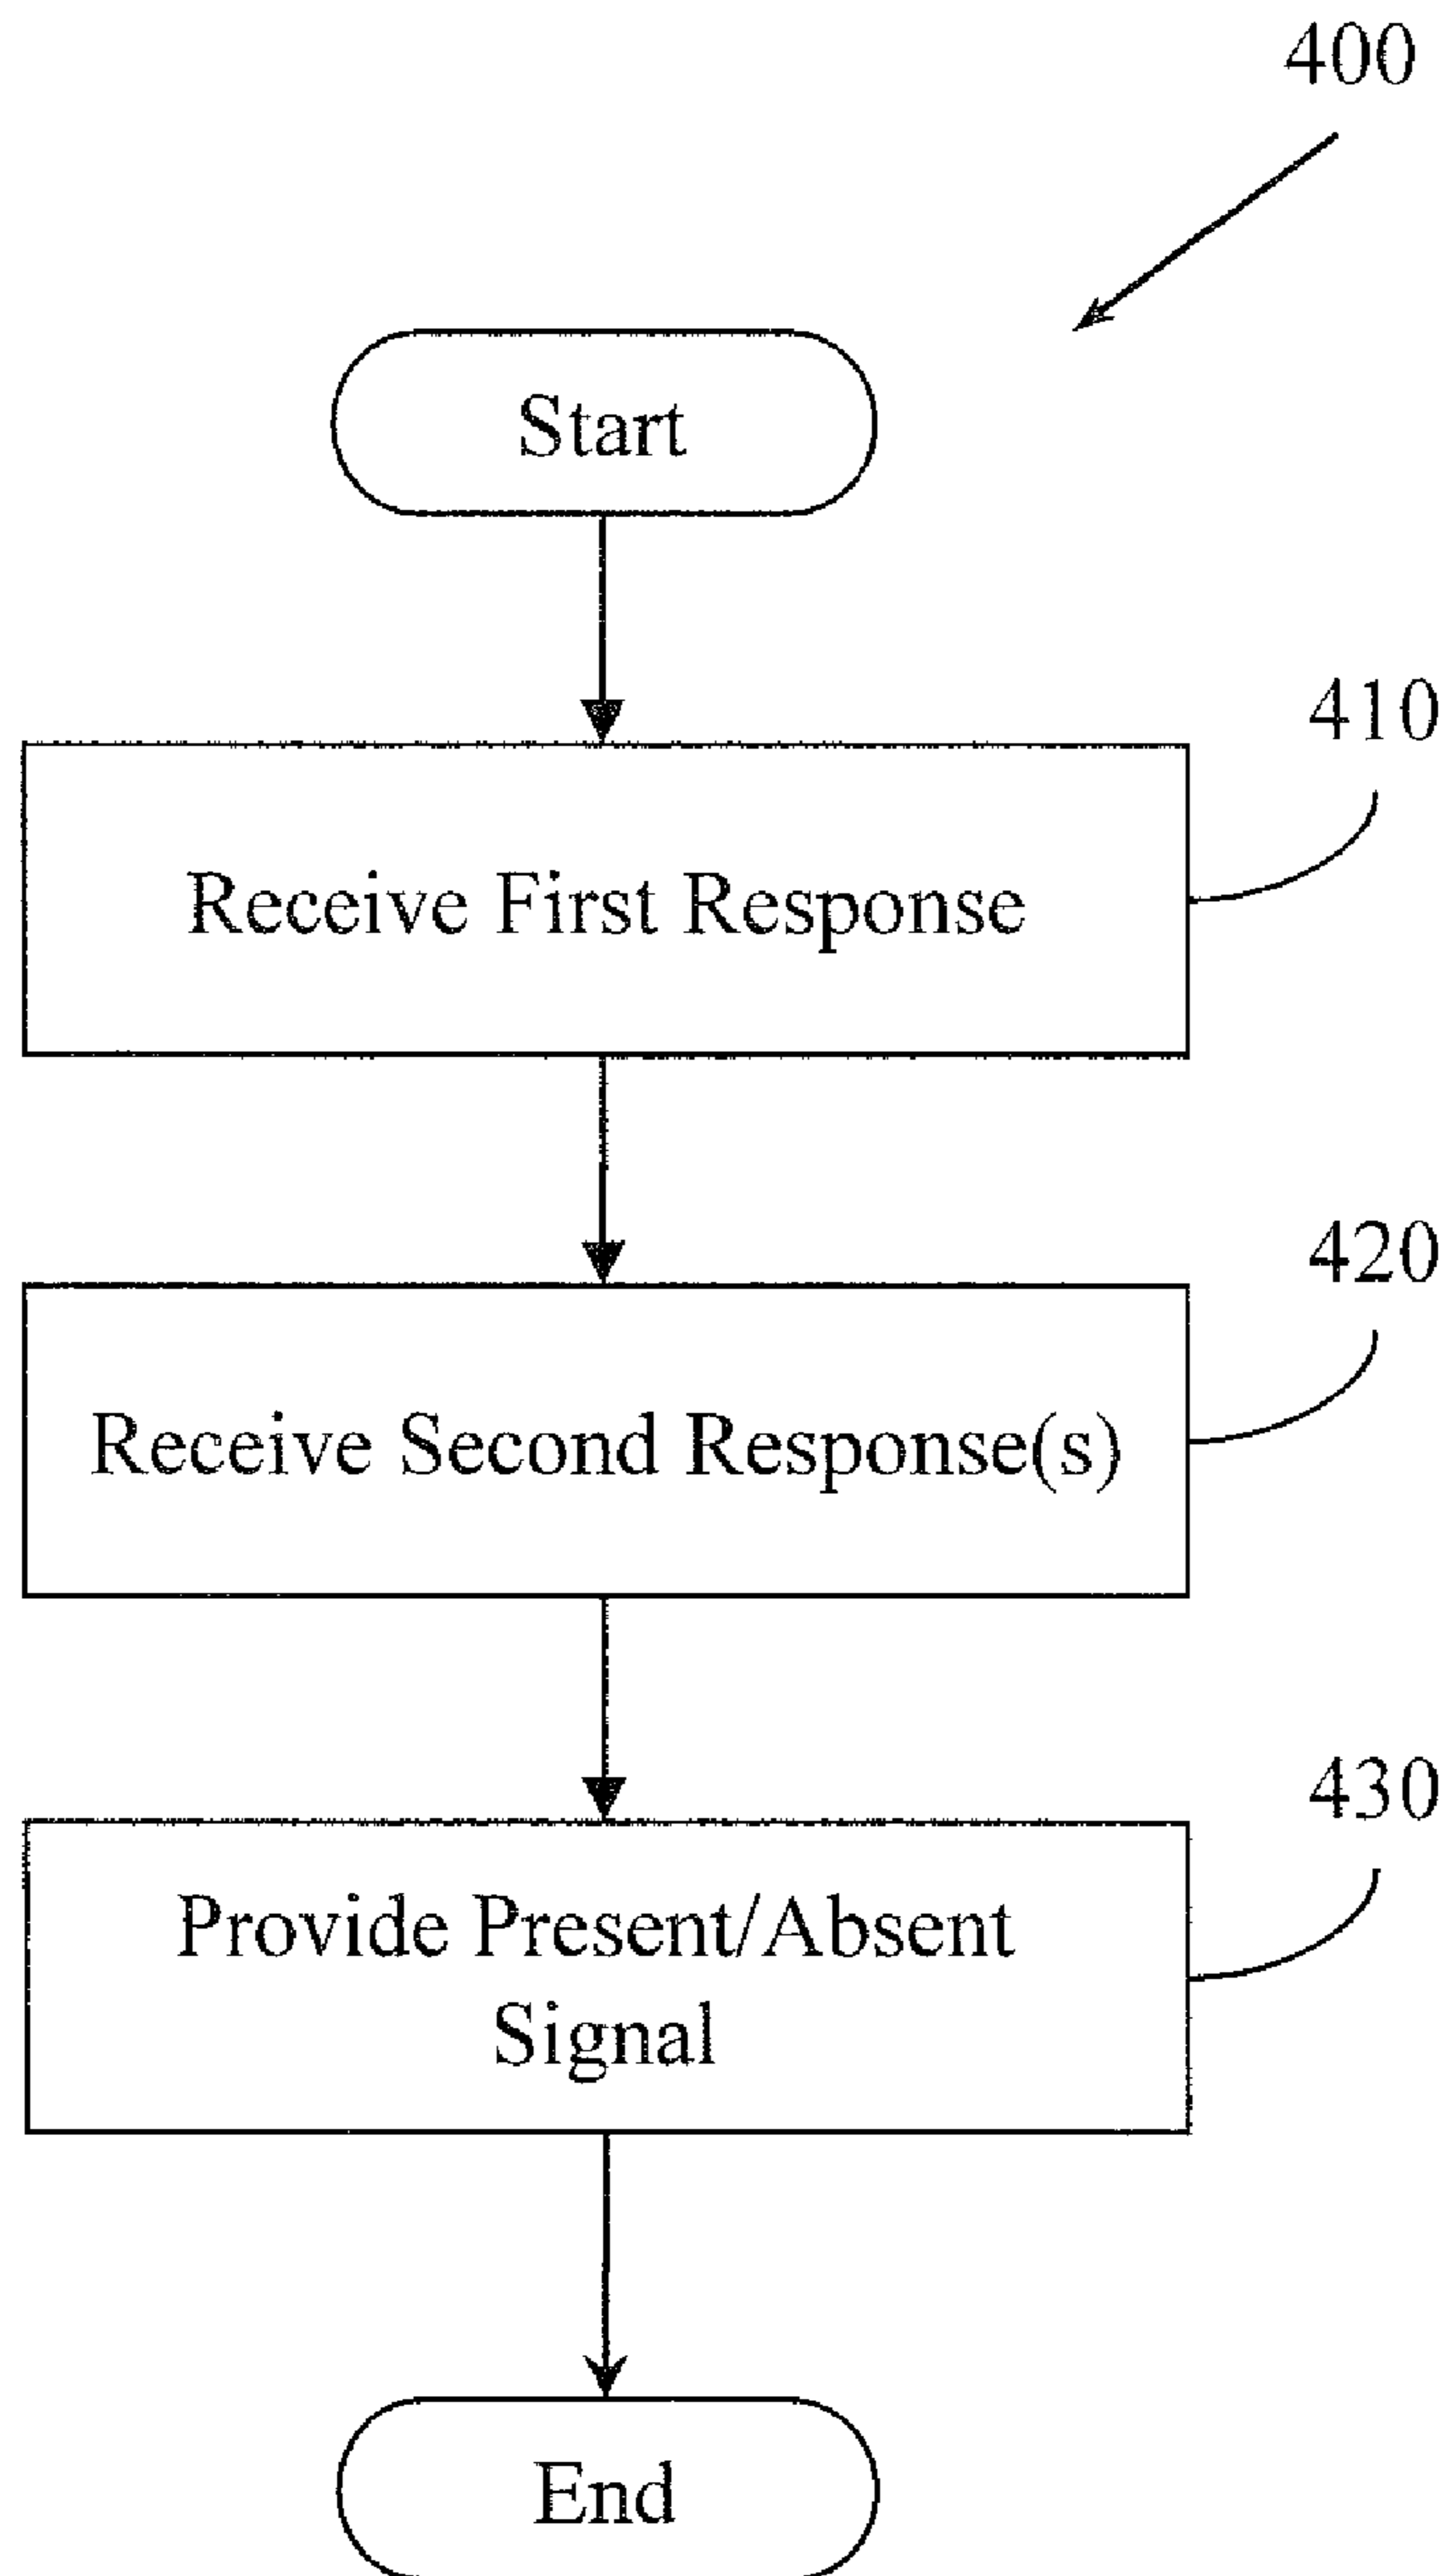 400
Start
410
Receive First Response
420
Receive Second Response(s)
430
Provide Present/Absent
Signal
End